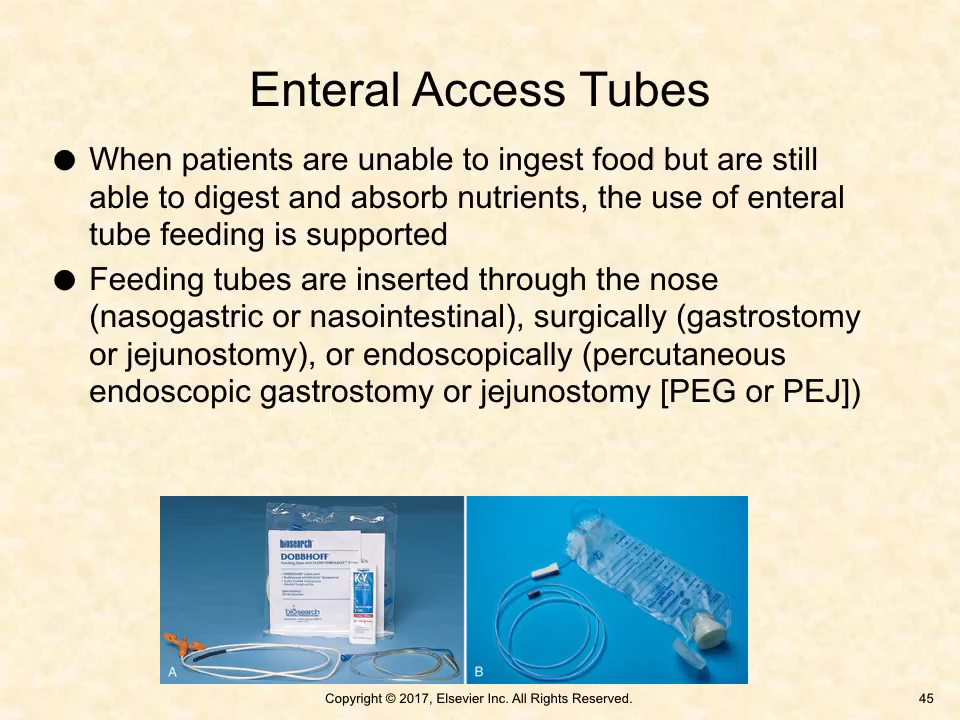 Enteral Access Tubes
● When patients are unable to ingest food but are still
able to digest and absorb nutrients, the use of enteral
tube feeding is supported
● Feeding tubes are inserted through the nose
(nasogastric or nasointestinal), surgically (gastrostomy
or jejunostomy), or endoscopically (percutaneous
endoscopic gastrostomy or jejunostomy [PEG or PEJ])
biosearch
DOBBHOFF
K-Y
biosearch
A
B
Copyright © 2017, Elsevier Inc. All Rights Reserved.
45